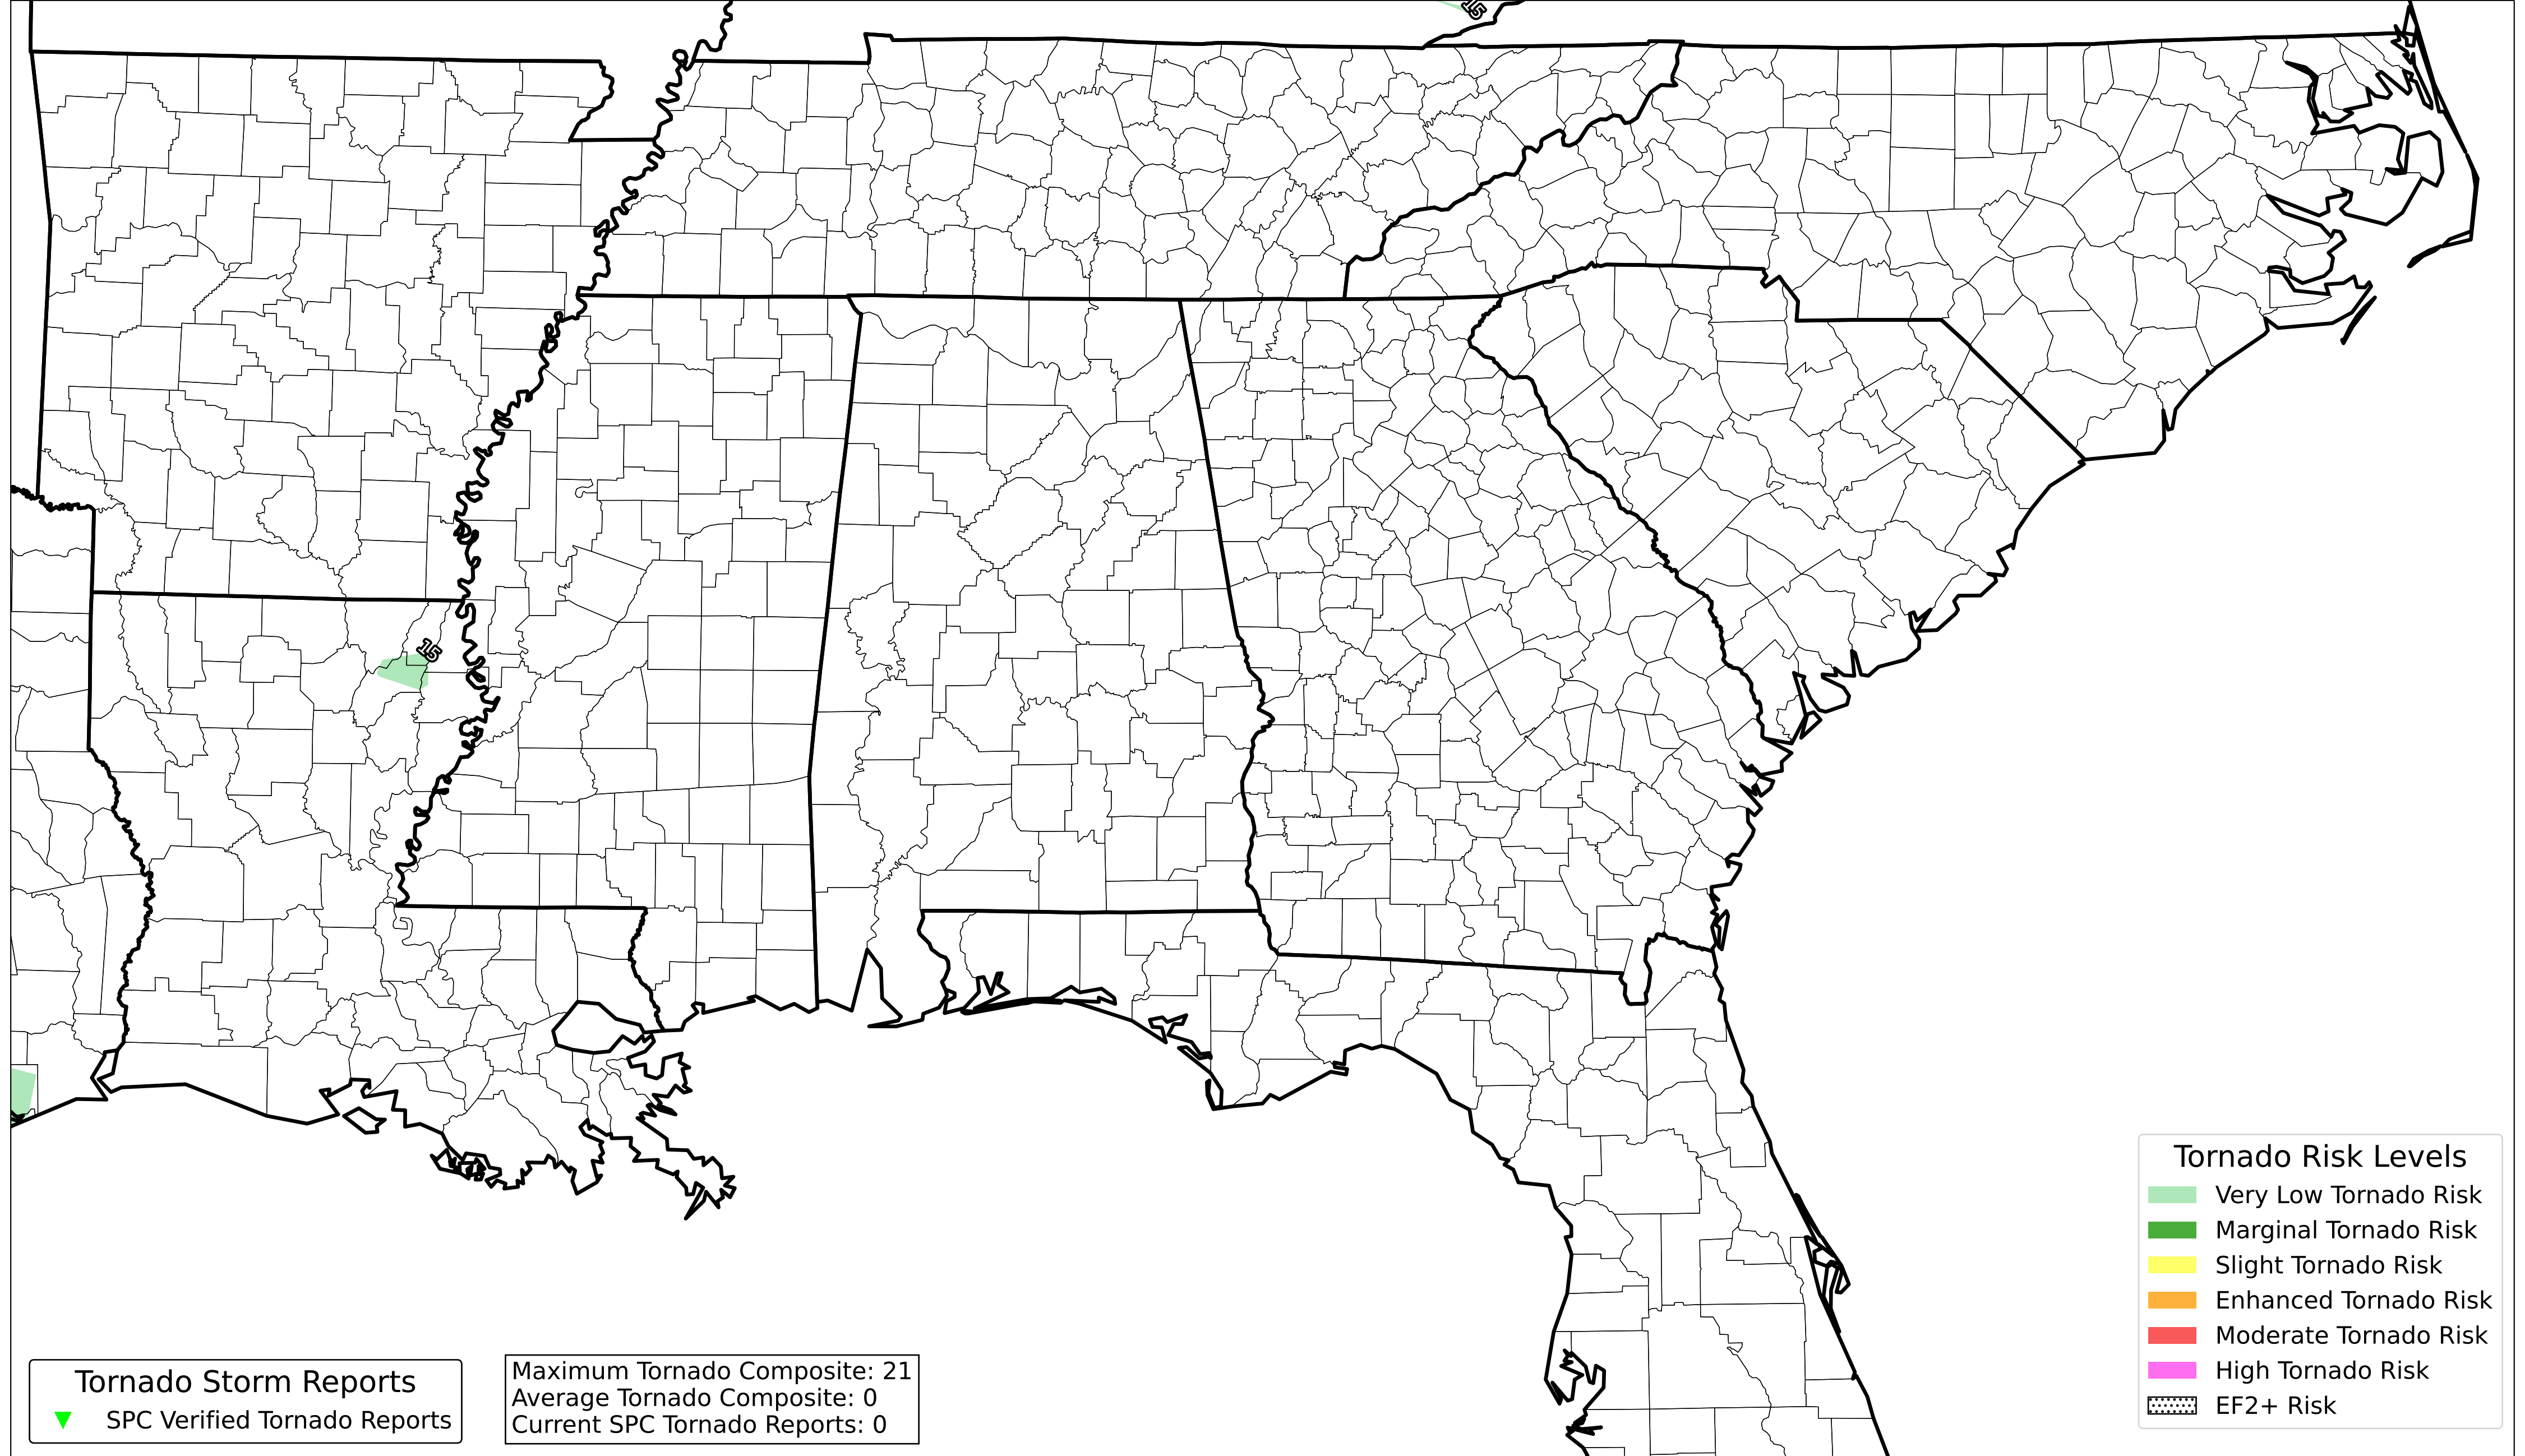 15
15
Tornado Risk Levels
Very Low Tornado Risk
Marginal Tornado Risk
Slight Tornado Risk
Enhanced Tornado Risk
Moderate Tornado Risk
High Tornado Risk
EF2+ Risk
Tornado Storm Reports
SPC Verified Tornado Reports
Maximum Tornado Composite: 21
Average Tornado Composite: 0
Current SPC Tornado Reports: 0